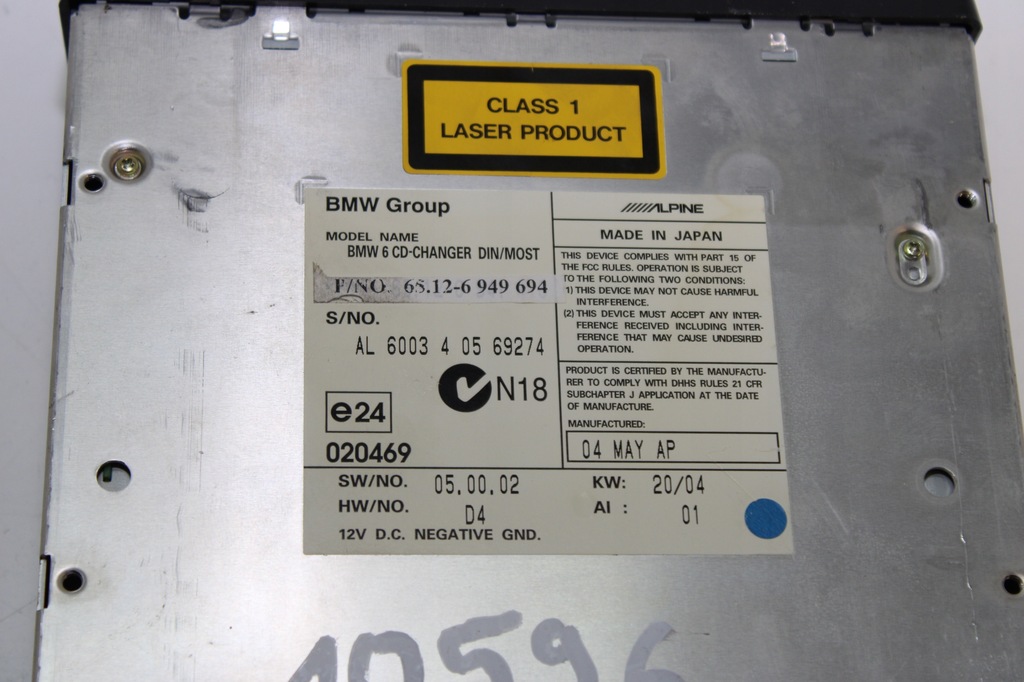 CLASS 1
LASER PRODUCT
BMW Group
MODEL NAME
BMW 6 CD-CHANGER DIN/MOST
P/NO. 65.12-6 949 694
S/NO.
AL 6003 4 05 69274
N18
e24
020469
ALPINE
MADE IN JAPAN
THIS DEVICE COMPLIES WITH PART 15 OF
THE FCC RULES. OPERATION IS SUBJECT
TO THE FOLLOWING TWO CONDITIONS:
(1) THIS DEVICE MAY NOT CAUSE HARMFUL
INTERFERENCE.
(2) THIS DEVICE MUST ACCEPT ANY INTER-
FERENCE RECEIVED INCLUDING INTER-
FERENCE THAT MAY CAUSE UNDESIRED
OPERATION.
PRODUCT IS CERTIFIED BY THE MANUFACTU-
RER TO COMPLY WITH DHHS RULES 21 CFR
SUBCHAPTER J APPLICATION AT THE DATE
OF MANUFACTURE.
MANUFACTURED:
04 MAY AP
SW/NO. 05.00.02 KW: 20/04
HW/NO. D4 AI : 01
12V D.C. NEGATIVE GND.
10596